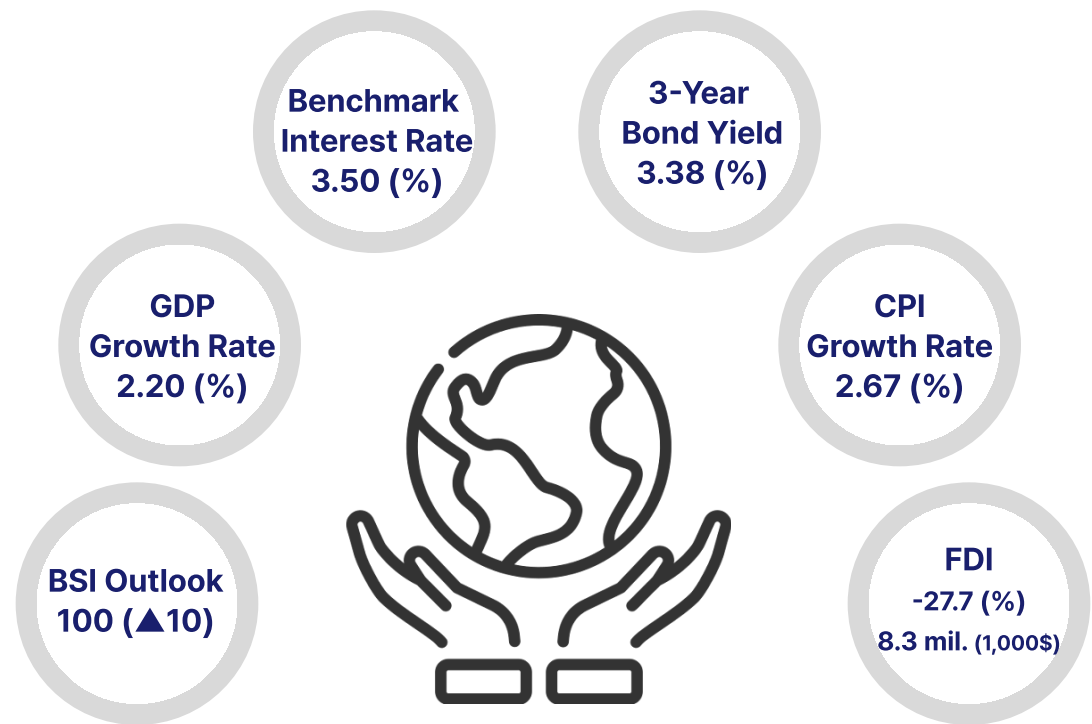 Benchmark
Interest Rate
3.50 (%)
3-Year
Bond Yield
3.38 (%)
GDP
Growth Rate
2.20 (%)
CPI
Growth Rate
2.67 (%)
BSI Outlook
100 (▲10)
FDI
-27.7 (%)
8.3 mil. (1,000$)